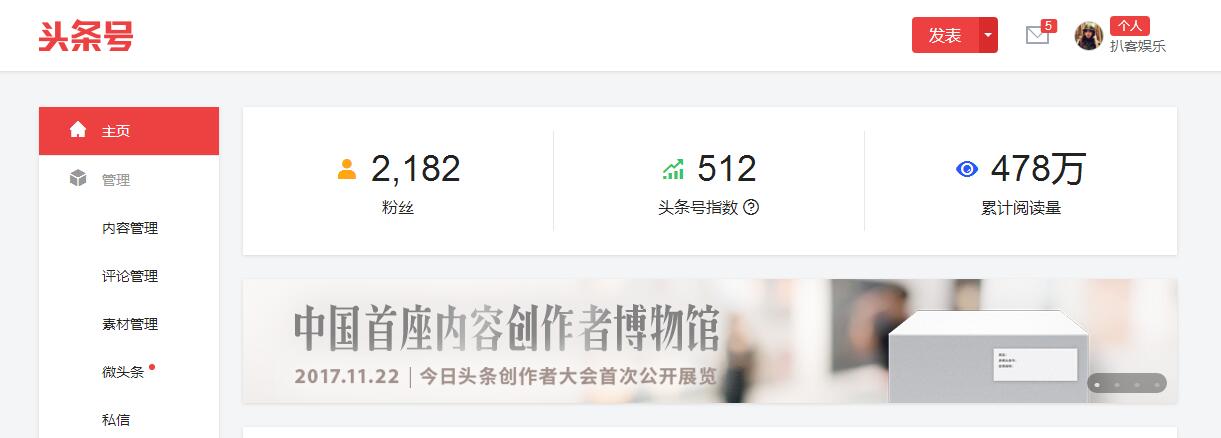 头条号
发表
5
个人
扒客娱乐
主页
管理
内容管理
评论管理
素材管理
微头条
私信
2,182
粉丝
512
头条号指数
478万
累计阅读量
中国首座内容创作者博物馆
2017.11.22 | 今日头条创作者大会首次公开展览